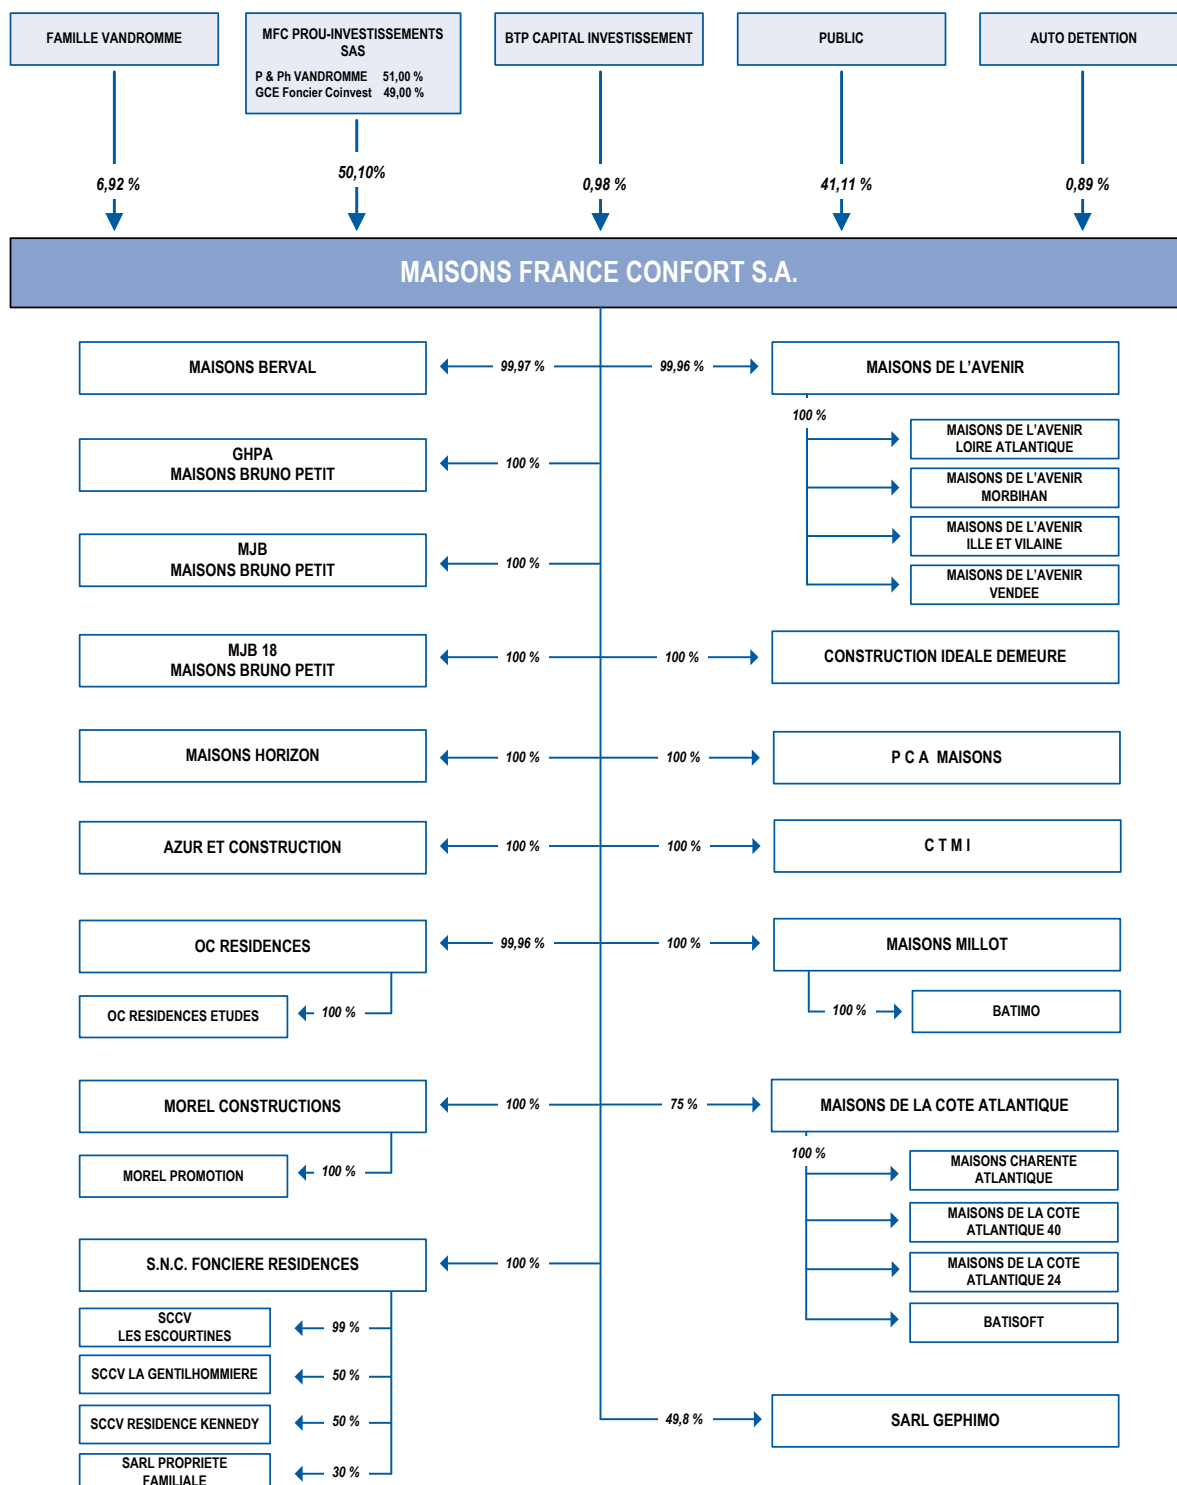 FAMILLE VANDROMME
MFC PROU-INVESTISSEMENTS
SAS
P & Ph VANDROMME 51,00 %
GCE Foncier Coinvest 49,00 %
BTP CAPITAL INVESTISSEMENT
PUBLIC
AUTO DETENTION
6,92 %
50,10%
0,98 %
41,11 %
0,89 %
MAISONS FRANCE CONFORT S.A.
MAISONS BERVAL
99,97 %
99,96 %
MAISONS DE L'AVENIR
100 %
MAISONS DE L'AVENIR
LOIRE ATLANTIQUE
MAISONS DE L'AVENIR
MORBIHAN
MAISONS DE L'AVENIR
ILLE ET VILAINE
MAISONS DE L'AVENIR
VENDEE
GHPA
MAISONS BRUNO PETIT
100 %
MJB
MAISONS BRUNO PETIT
100 %
MJB 18
MAISONS BRUNO PETIT
100 %
100 %
CONSTRUCTION IDEALE DEMEURE
MAISONS HORIZON
100 %
100 %
P C A MAISONS
AZUR ET CONSTRUCTION
100 %
100 %
C T M I
OC RESIDENCES
99,96 %
100 %
MAISONS MILLOT
OC RESIDENCES ETUDES
100 %
100 %
BATIMO
MOREL CONSTRUCTIONS
100 %
75 %
MAISONS DE LA COTE ATLANTIQUE
MOREL PROMOTION
100 %
100 %
MAISONS CHARENTE
ATLANTIQUE
MAISONS DE LA COTE
ATLANTIQUE 40
MAISONS DE LA COTE
ATLANTIQUE 24
BATISOFT
S.N.C. FONCIERE RESIDENCES
100 %
SCCV
LES ESCOURTINES
99 %
SCCV LA GENTILHOMMIERE
50 %
SCCV RESIDENCE KENNEDY
50 %
SARL PROPRIETE
FAMILIALE
30 %
49,8 %
SARL GEPHIMO